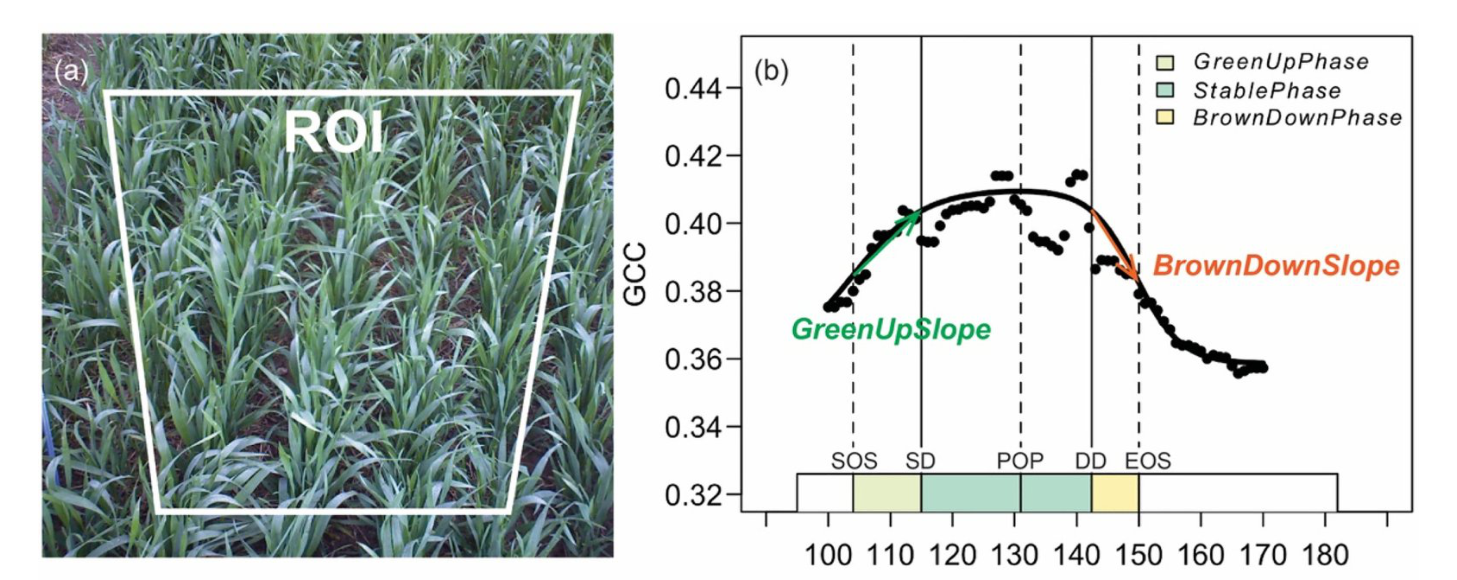 (a)
ROI
(b)
GreenUpPhase
StablePhase
BrownDownPhase
0.44
0.42
0.40
0.38
0.36
0.34
0.32
GCC
BrownDownSlope
GreenUpSlope
SOS SD POP DD EOS
100 110 120 130 140 150 160 170 180